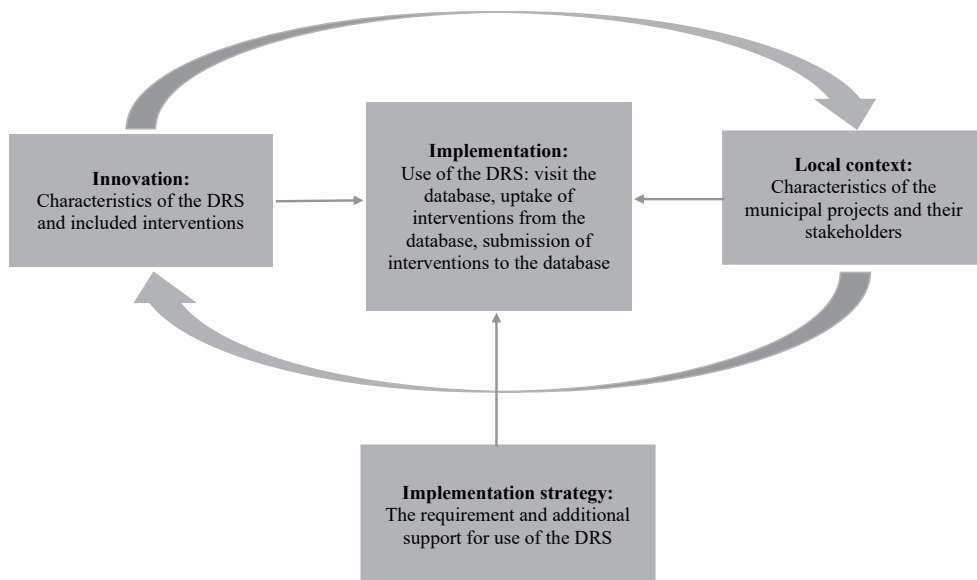 Innovation:
Characteristics of the DRS
and included interventions
Implementation:
Use of the DRS: visit the
database, uptake of
interventions from the
database, submission of
interventions to the database
Local context:
Characteristics of the
municipal projects and their
stakeholders
Implementation strategy:
The requirement and additional
support for use of the DRS